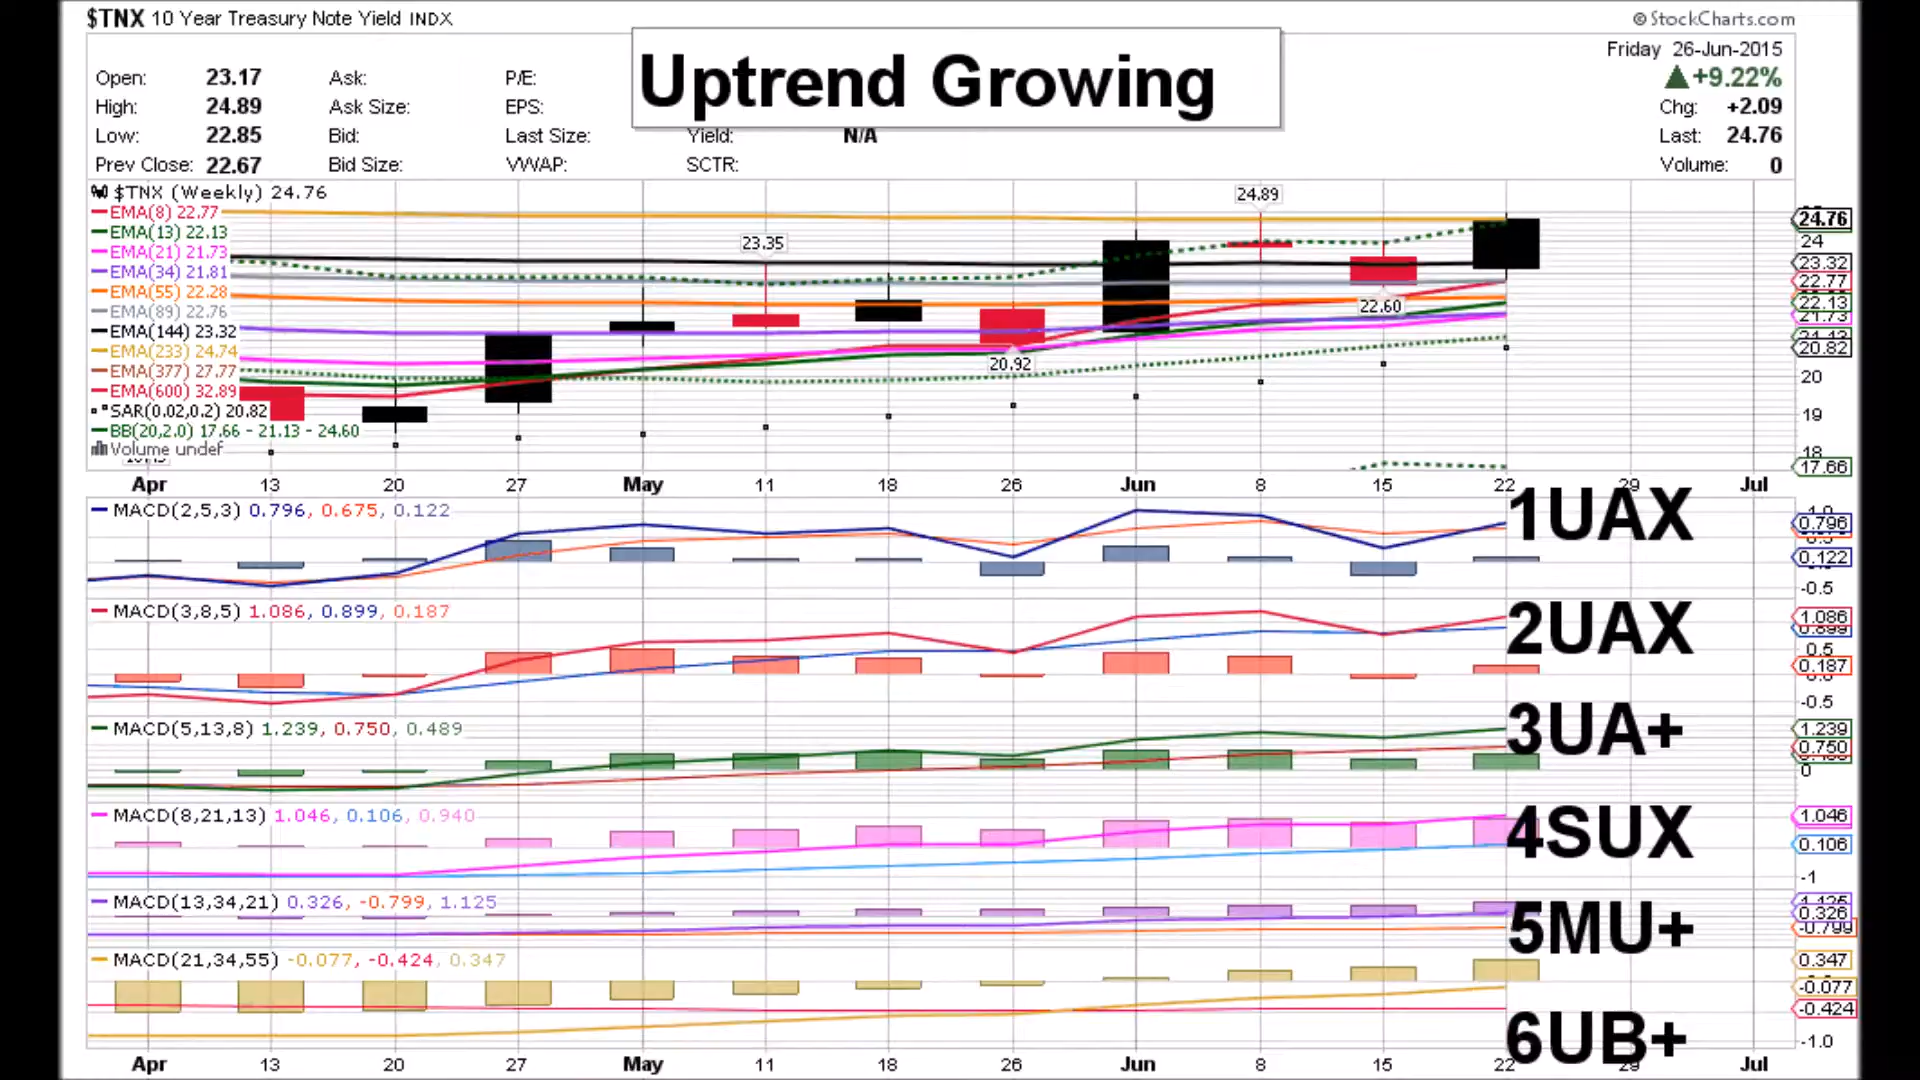 $TNX 10 Year Treasury Note Yield INDX
© StockCharts.com
Uptrend Growing
Friday 26-Jun-2015
Open: 23.17 Ask: P/E: +9.22%
High: 24.89 Ask Size: EPS: Chg: +2.09
Low: 22.85 Bid: Last Size: Yield: N/A Last: 24.76
Prev Close: 22.67 Bid Size: VWAP: SCTR: Volume: 0
$TNX (Weekly) 24.76
24.89
EMA(8) 22.77
24.76
EMA(13) 22.13
23.35
24
EMA(21) 21.73
23.32
EMA(34) 21.81
22.77
EMA(55) 22.28
22.60
22.13
EMA(89) 22.76
21.73
EMA(144) 23.32
20.82
EMA(233) 24.74
20.92
EMA(377) 27.77
20
EMA(600) 32.89
SAR(0.02,0.2) 20.82
19
BB(20,2.0) 17.66 - 21.13 - 24.60
Volume undef
18
17.66
Apr 13 20 27 May 11 18 26 Jun 8 15 22 29 Jul
MACD(2,5,3) 0.796, 0.675, 0.122
1UAX
0.796
0.122
-0.5
MACD(3,8,5) 1.086, 0.899, 0.187
2UAX
1.086
0.899
0.5
0.187
-0.5
MACD(5,13,8) 1.239, 0.750, 0.489
3UA+
1.239
0.750
0
MACD(8,21,13) 1.046, 0.106, 0.940
4SUX
1.046
0.106
-1
MACD(13,34,21) 0.326, -0.799, 1.125
5MU+
1.125
0.326
-0.799
MACD(21,34,55) -0.077, -0.424, 0.347
0.347
-0.077
-0.424
6UB+
-1.0
Apr 13 20 27 May 11 18 26 Jun 8 15 22 29 Jul